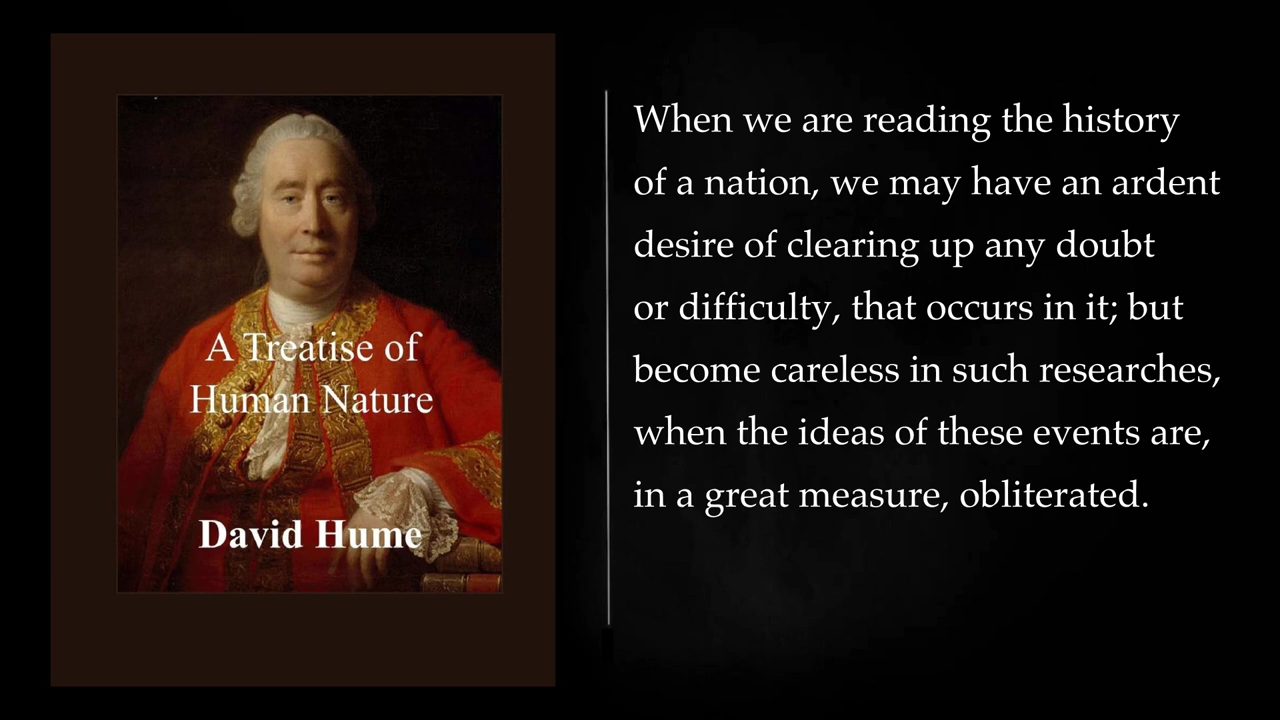 A Treatise of
Human Nature
David Hume
When we are reading the history
of a nation, we may have an ardent
desire of clearing up any doubt
or difficulty, that occurs in it; but
become careless in such researches,
when the ideas of these events are,
in a great measure, obliterated.